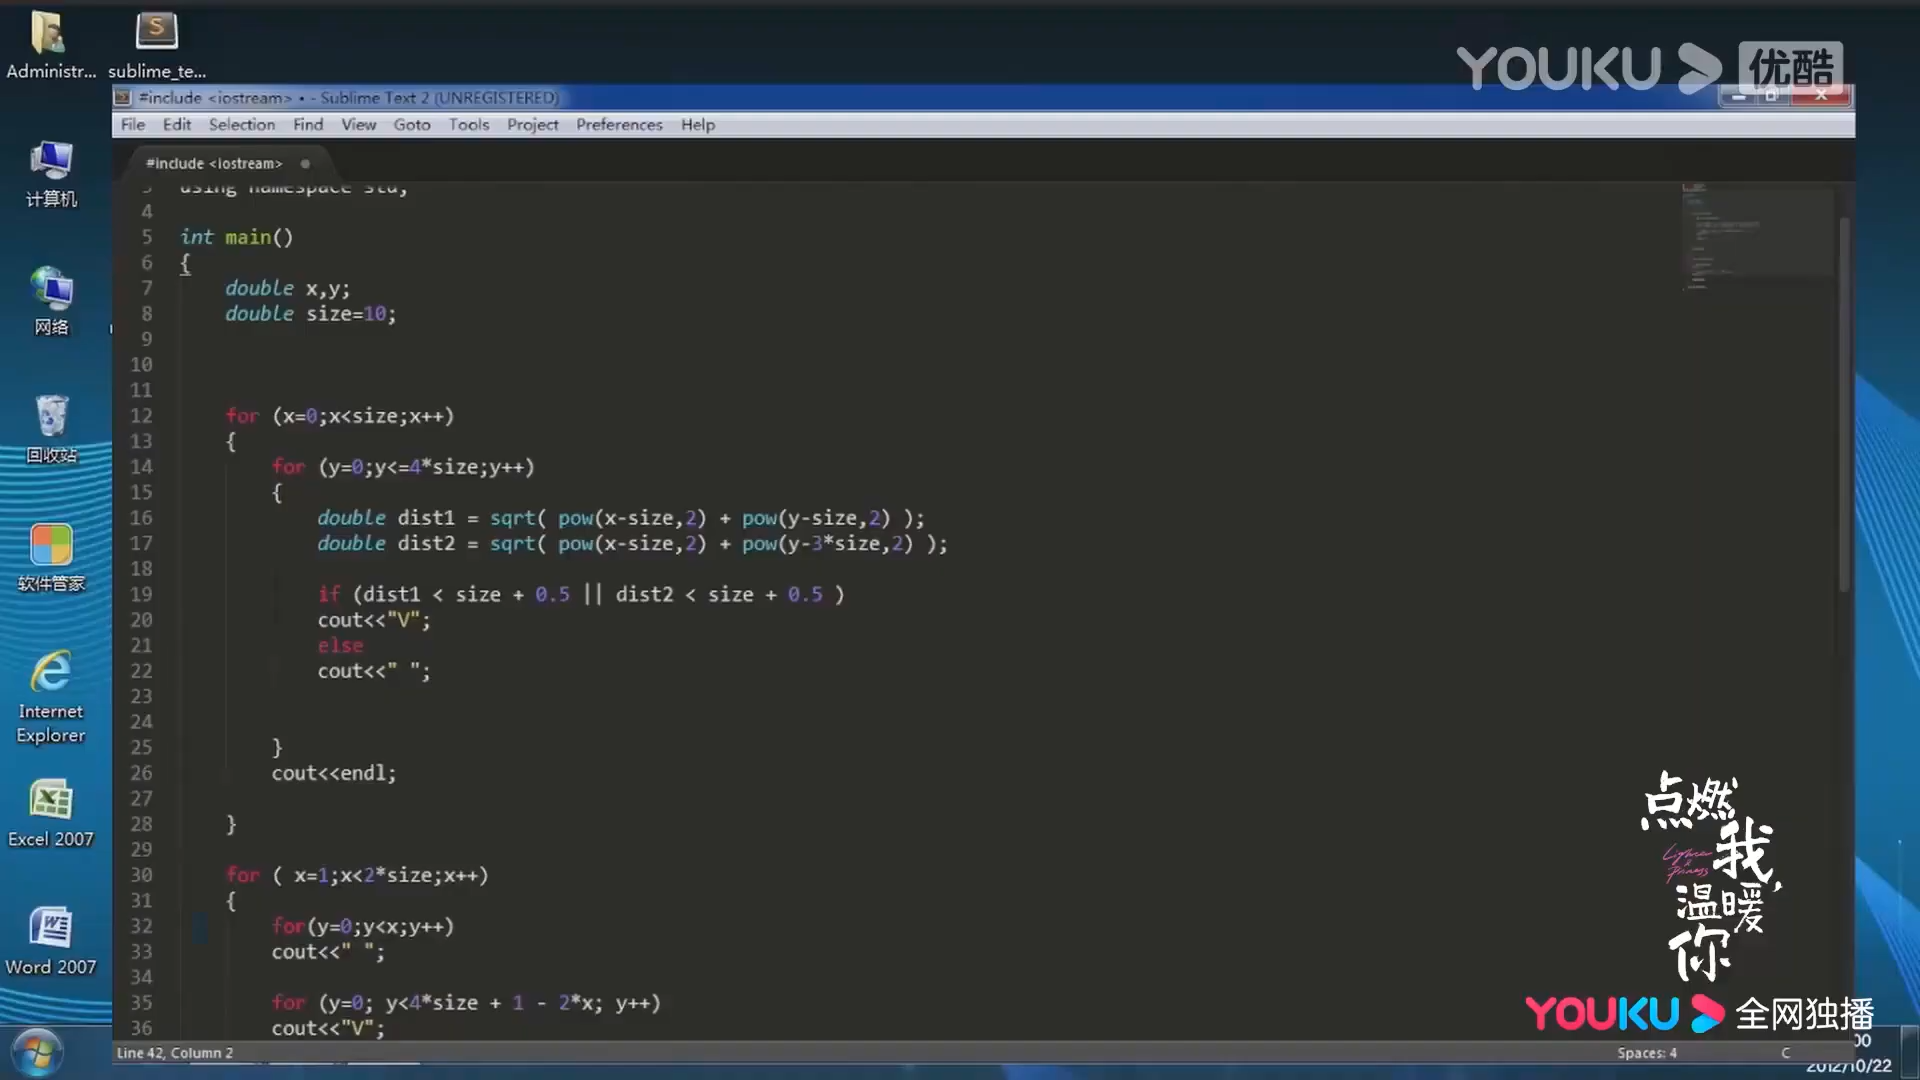 Administr...
sublime_te...
YOUKU 优酷
#include <iostream> • - Sublime Text 2 (UNREGISTERED)
File Edit Selection Find View Goto Tools Project Preferences Help
#include <iostream>
计算机
网络
回收站
软件管家
Internet
Explorer
Excel 2007
Word 2007
3 using namespace std;
4
5 int main()
6 {
7 double x,y;
8 double size=10;
9
10
11
12 for (x=0;x<size;x++)
13 {
14 for (y=0;y<=4*size;y++)
15 {
16 double dist1 = sqrt( pow(x-size,2) + pow(y-size,2) );
17 double dist2 = sqrt( pow(x-size,2) + pow(y-3*size,2) );
18
19 if (dist1 < size + 0.5 || dist2 < size + 0.5 )
20 cout<<"V";
21 else
22 cout<<" ";
23
24
25 }
26 cout<<endl;
27
28 }
29
30 for ( x=1;x<2*size;x++)
31 {
32 for(y=0;y<x;y++)
33 cout<<" ";
34
35 for (y=0; y<4*size + 1 - 2*x; y++)
36 cout<<"V";
点燃
我,
Lighter & Princess
温暖
你
YOUKU 全网独播
Line 42, Column 2
Spaces: 4
C
2012/10/22